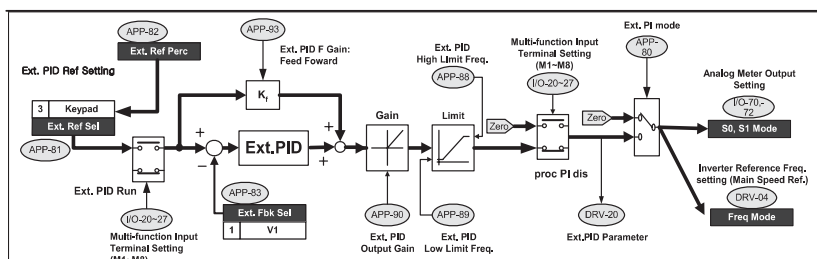 APP-82
Ext. Ref Perc
Ext. PID Ref Setting
3 Keypad
Ext. Ref Sel
APP-81
Ext. PID Run
I/O-20~27
Multi-function Input
Terminal Setting
(M1~M8)
APP-93
Ext. PID F Gain:
Feed Foward
Kf
+
−
+
+
Ext.PID
APP-83
Ext. Fbk Sel
1 V1
Gain
APP-90
Ext. PID
Output Gain
Ext. PID
High Limit Freq.
APP-88
Limit
APP-89
Ext. PID
Low Limit Freq.
Multi-function Input
Terminal Setting
(M1~M8)
I/O-20~27
Zero
proc PI dis
DRV-20
Ext.PID Parameter
Ext. PI mode
APP-
80
Zero
Analog Meter Output
Setting
I/O-70,-
72
S0, S1 Mode
Inverter Reference Freq.
setting (Main Speed Ref.)
DRV-04
Freq Mode